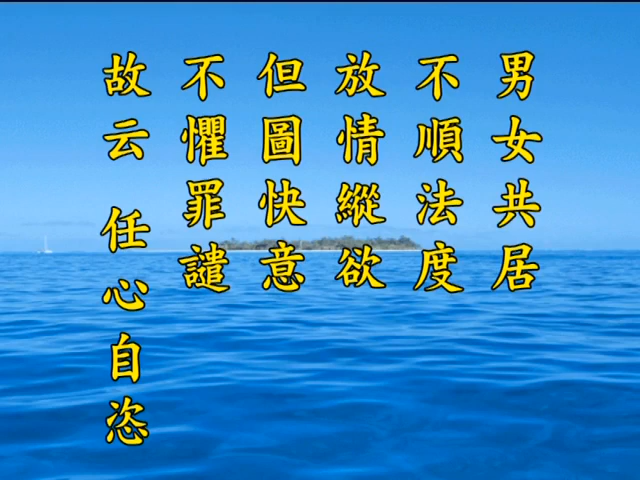 男女共居
不順法度
放情縱欲
但圖快意
不懼罪譴
故云 任心自恣